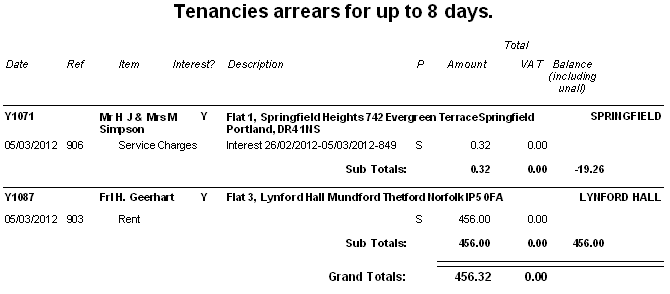 Tenancies arrears for up to 8 days.
Total
Date Ref Item Interest? Description P Amount VAT Balance
(including
unall)
Y1071 Mr H J & Mrs M Y Flat 1, Springfield Heights 742 Evergreen Terrace Springfield SPRINGFIELD
Simpson Portland, DR4 1NS
05/03/2012 906 Service Charges Interest 26/02/2012-05/03/2012-849 S 0.32 0.00
Sub Totals: 0.32 0.00 -19.26
Y1087 Frl H. Geerhart Y Flat 3, Lynford Hall Mundford Thetford Norfolk IP5 0FA LYNFORD HALL
05/03/2012 903 Rent S 456.00 0.00
Sub Totals: 456.00 0.00 456.00
Grand Totals: 456.32 0.00